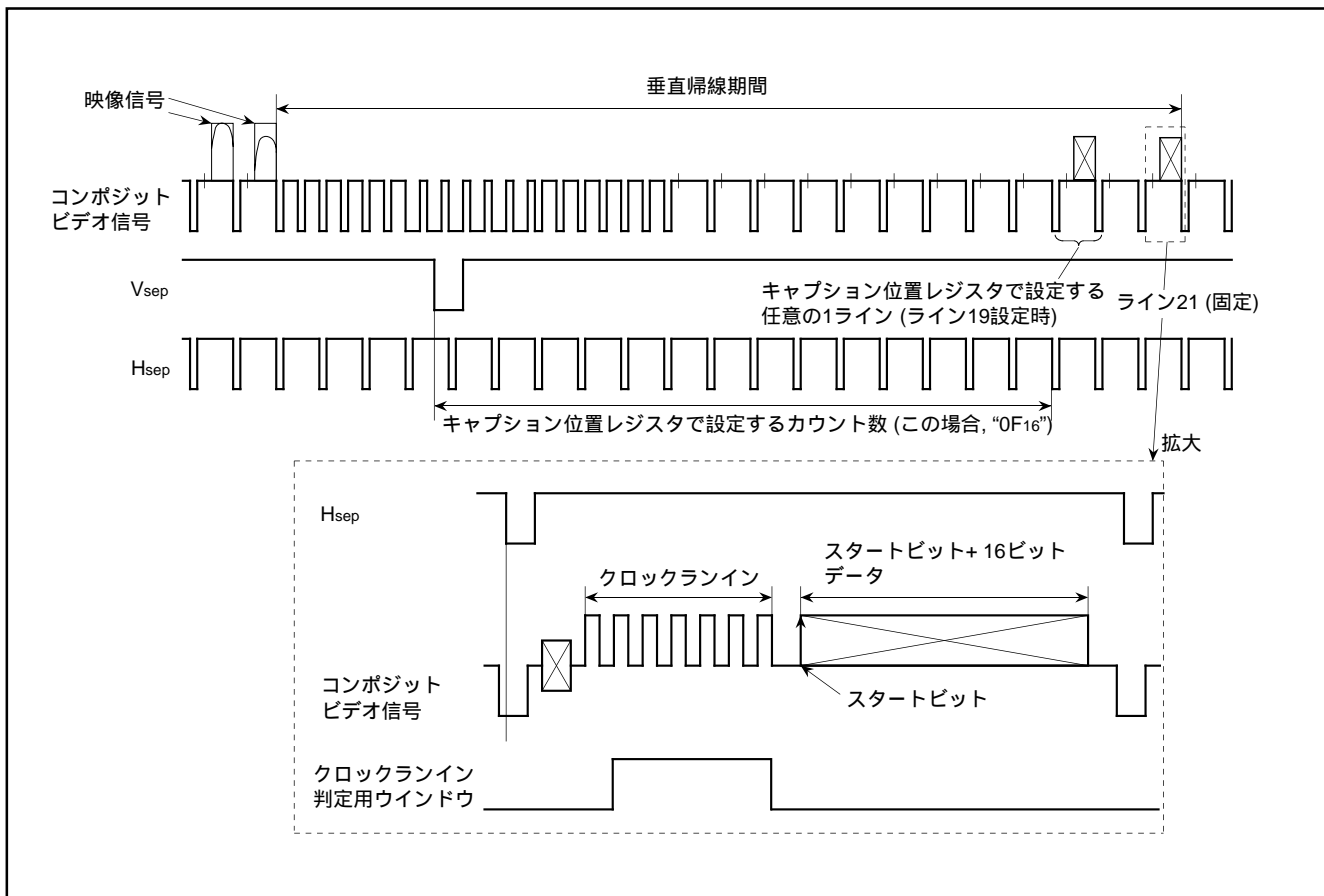 垂直帰線期間
映像信号
コンポジット
ビデオ信号
Vsep
キャプション位置レジスタで設定する
任意の1ライン (ライン19設定時)
ライン21 (固定)
Hsep
キャプション位置レジスタで設定するカウント数 (この場合, “0F16”)
拡大
Hsep
スタートビット+ 16ビット
データ
クロックランイン
コンポジット
ビデオ信号
スタートビット
クロックランイン
判定用ウインドウ